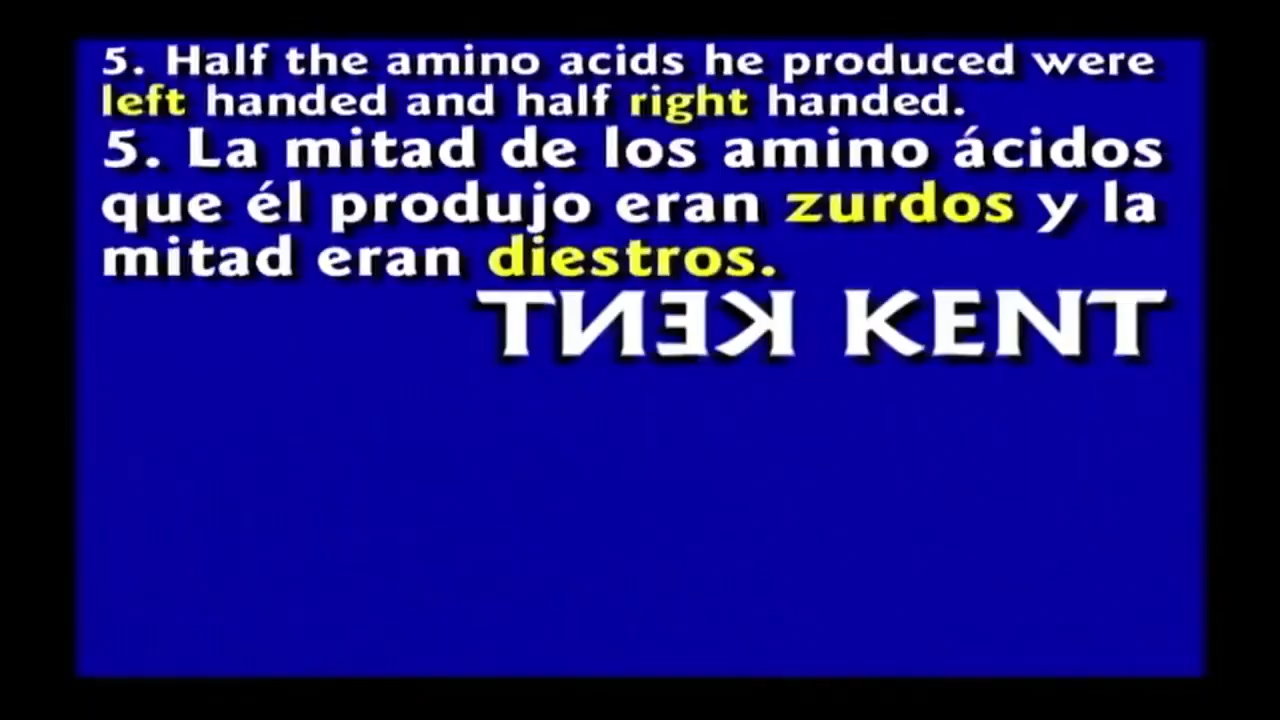 5. Half the amino acids he produced were
left handed and half right handed.
5. La mitad de los amino ácidos
que él produjo eran zurdos y la
mitad eran diestros.
TNEK KENT